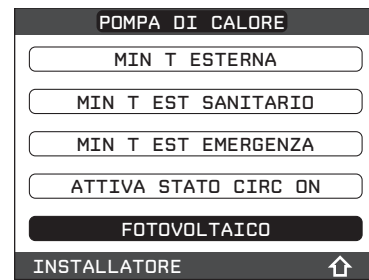 POMPA DI CALORE
MIN T ESTERNA
MIN T EST SANITARIO
MIN T EST EMERGENZA
ATTIVA STATO CIRC ON
FOTOVOLTAICO
INSTALLATORE